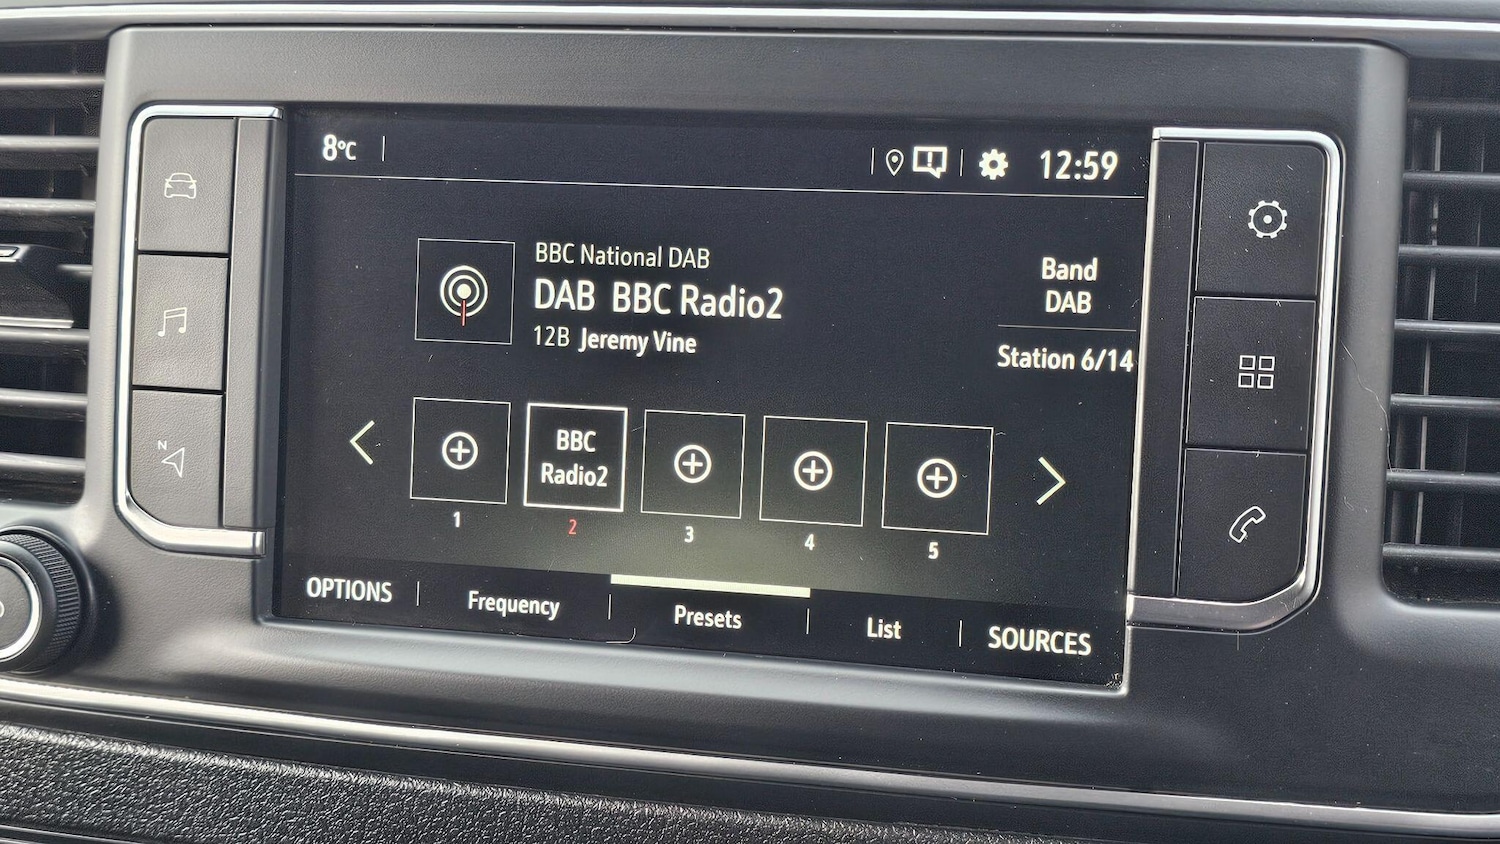 8°C
12:59
BBC National DAB
DAB BBC Radio2
12B Jeremy Vine
Band
DAB
Station 6/14
BBC
Radio2
1
2
3
4
5
OPTIONS
Frequency
Presets
List
SOURCES
N